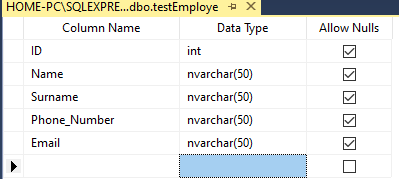 HOME-PC\SQLEXPRE...dbo.testEmploye
Column Name Data Type Allow Nulls
ID int
Name nvarchar(50)
Surname nvarchar(50)
Phone_Number nvarchar(50)
Email nvarchar(50)